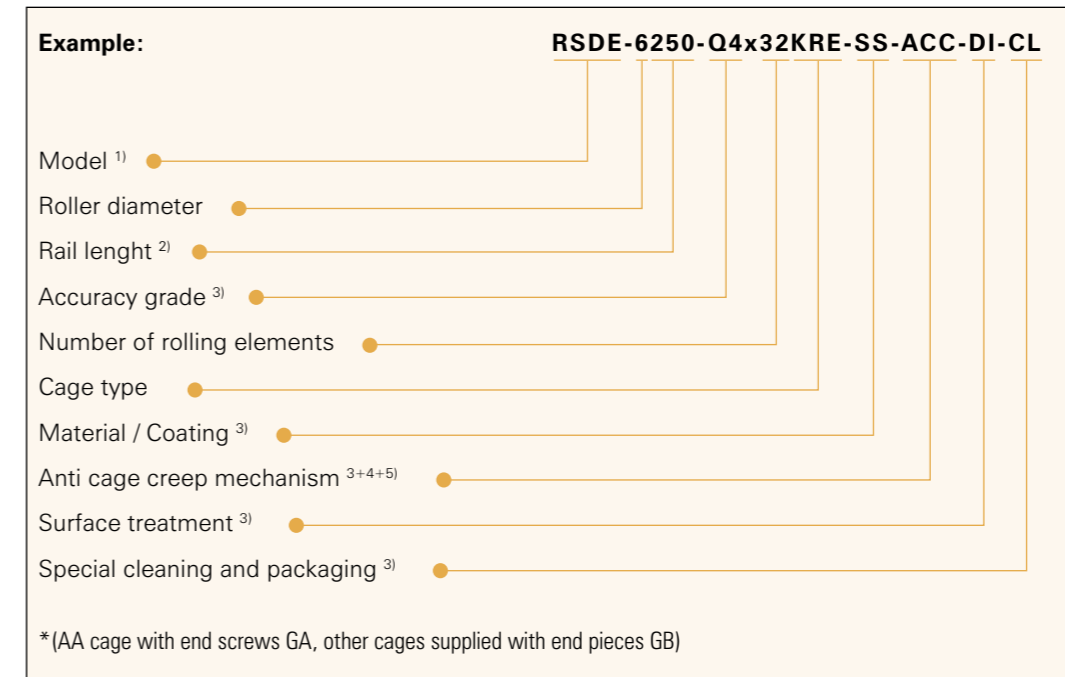 Example: RSDE-6250-Q4x32KRE-SS-ACC-DI-CL
Model 1)
Roller diameter
Rail lenght 2)
Accuracy grade 3)
Number of rolling elements
Cage type
Material / Coating 3)
Anti cage creep mechanism 3+4+5)
Surface treatment 3)
Special cleaning and packaging 3)
*(AA cage with end screws GA, other cages supplied with end pieces GB)